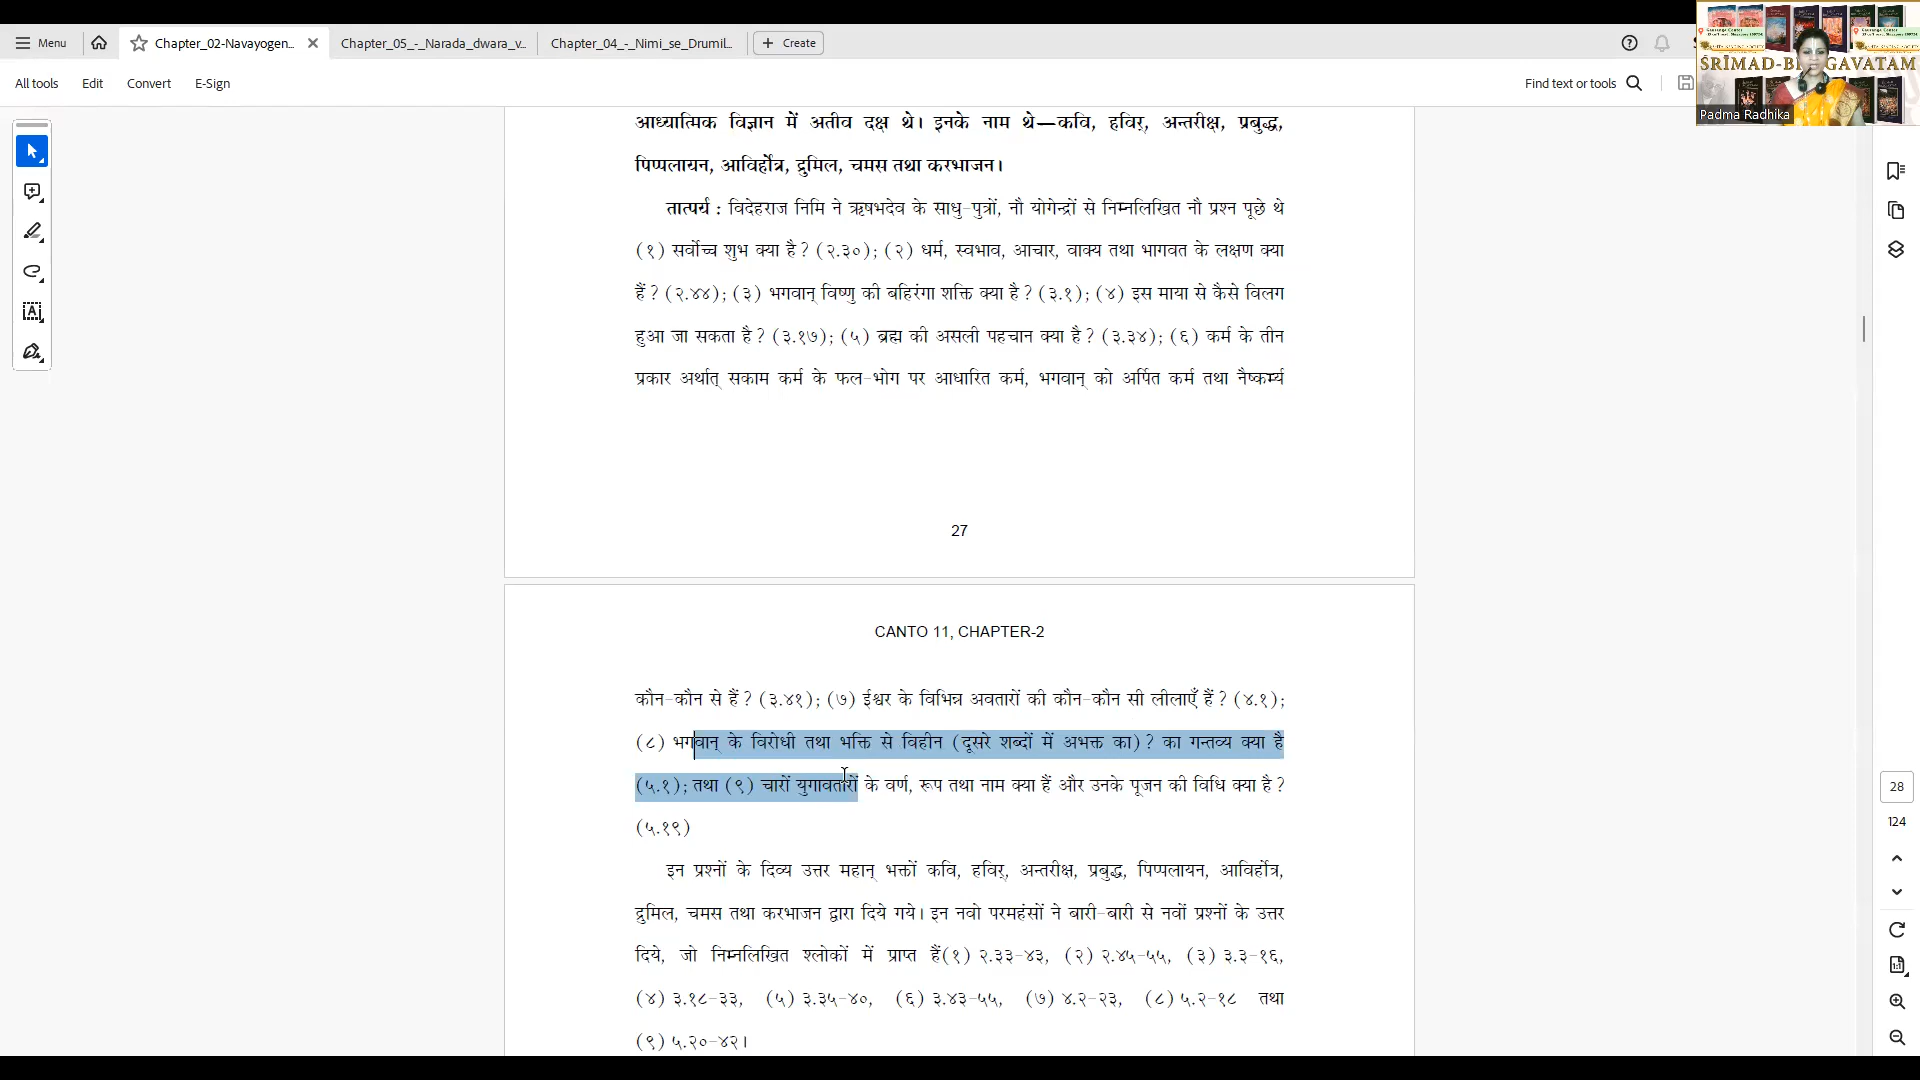 Menu
Chapter_02-Navayogen...
Chapter_05_-_Narada_dwara_v...
Chapter_04_-_Nimi_se_Drumil...
Create
All tools
Edit
Convert
E-Sign
Find text or tools
ŚRĪMAD-BHĀGAVATAM
Padma Radhika
आध्यात्मिक विज्ञान में अतीव दक्ष थे। इनके नाम थे—कवि, हविर्, अन्तरीक्ष, प्रबुद्ध,
पिप्पलायन, आविर्होत्र, द्रुमिल, चमस तथा करभाजन।
तात्पर्य : विदेहराज निमि ने ऋषभदेव के साधु-पुत्रों, नौ योगेन्द्रों से निम्नलिखित नौ प्रश्न पूछे थे
(१) सर्वोच्च शुभ क्या है? (२.३०); (२) धर्म, स्वभाव, आचार, वाक्य तथा भागवत के लक्षण क्या
हैं? (२.४४); (३) भगवान् विष्णु की बहिरंगा शक्ति क्या है? (३.१); (४) इस माया से कैसे विलग
हुआ जा सकता है? (३.१७); (५) ब्रह्म की असली पहचान क्या है? (३.३४); (६) कर्म के तीन
प्रकार अर्थात् सकाम कर्म के फल-भोग पर आधारित कर्म, भगवान् को अर्पित कर्म तथा नैष्कर्म्य
27
CANTO 11, CHAPTER-2
कौन-कौन से हैं? (३.४१); (७) ईश्वर के विभिन्न अवतारों की कौन-कौन सी लीलाएँ हैं? (४.१);
(८) भगवान् के विरोधी तथा भक्ति से विहीन (दूसरे शब्दों में अभक्त का)? का गन्तव्य क्या है
(५.१); तथा (९) चारों युगावतारों के वर्ण, रूप तथा नाम क्या हैं और उनके पूजन की विधि क्या है?
(५.१९)
इन प्रश्नों के दिव्य उत्तर महान् भक्तों कवि, हविर्, अन्तरीक्ष, प्रबुद्ध, पिप्पलायन, आविर्होत्र,
द्रुमिल, चमस तथा करभाजन द्वारा दिये गये। इन नवो परमहंसों ने बारी-बारी से नवों प्रश्नों के उत्तर
दिये, जो निम्नलिखित श्लोकों में प्राप्त हैं(१) २.३३-४३, (२) २.४५-५५, (३) ३.३-१६,
(४) ३.१८-३३, (५) ३.३५-४०, (६) ३.४३-५५, (७) ४.२-२३, (८) ५.२-१८ तथा
(९) ५.२०-४२।
28
124